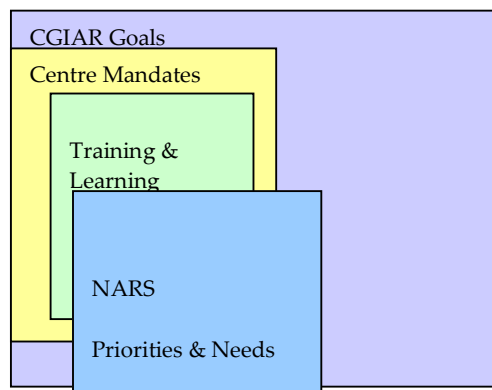 CGIAR Goals
Centre Mandates
Training &
Learning
NARS
Priorities & Needs